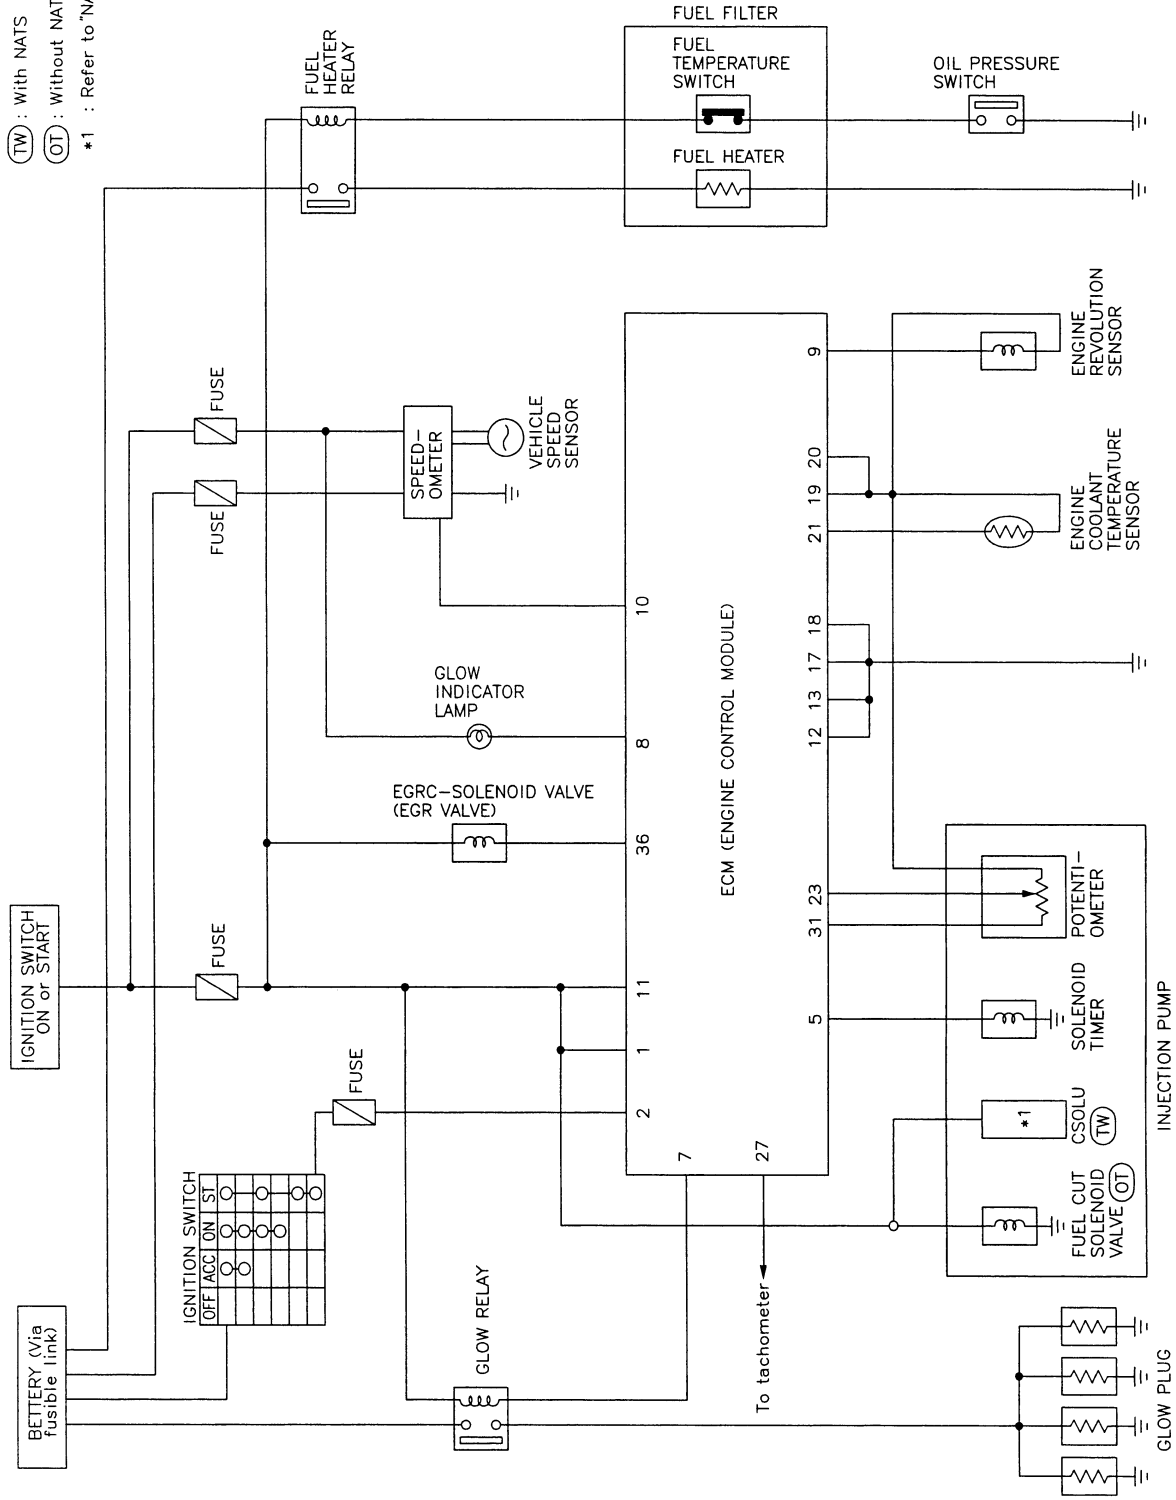 TW : With NATS
OT : Without NAT
*1 : Refer to "NA
FUEL
HEATER
RELAY
FUEL FILTER
FUEL
TEMPERATURE
SWITCH
FUEL HEATER
OIL PRESSURE
SWITCH
FUSE
FUSE
SPEED-
OMETER
VEHICLE
SPEED
SENSOR
ENGINE
REVOLUTION
SENSOR
ENGINE
COOLANT
TEMPERATURE
SENSOR
9
20
19
21
18
17
13
12
10
8
36
GLOW
INDICATOR
LAMP
EGRC-SOLENOID VALVE
(EGR VALVE)
ECM (ENGINE CONTROL MODULE)
IGNITION SWITCH
ON or START
FUSE
11
1
2
23
31
5
7
27
FUSE
POTENTI-
OMETER
SOLENOID
TIMER
*1
CSOLU
TW
FUEL CUT
SOLENOID
VALVE OT
INJECTION PUMP
IGNITION SWITCH
OFF ACC ON ST
BETTERY (Via
fusible link)
GLOW RELAY
To tachometer
GLOW PLUG